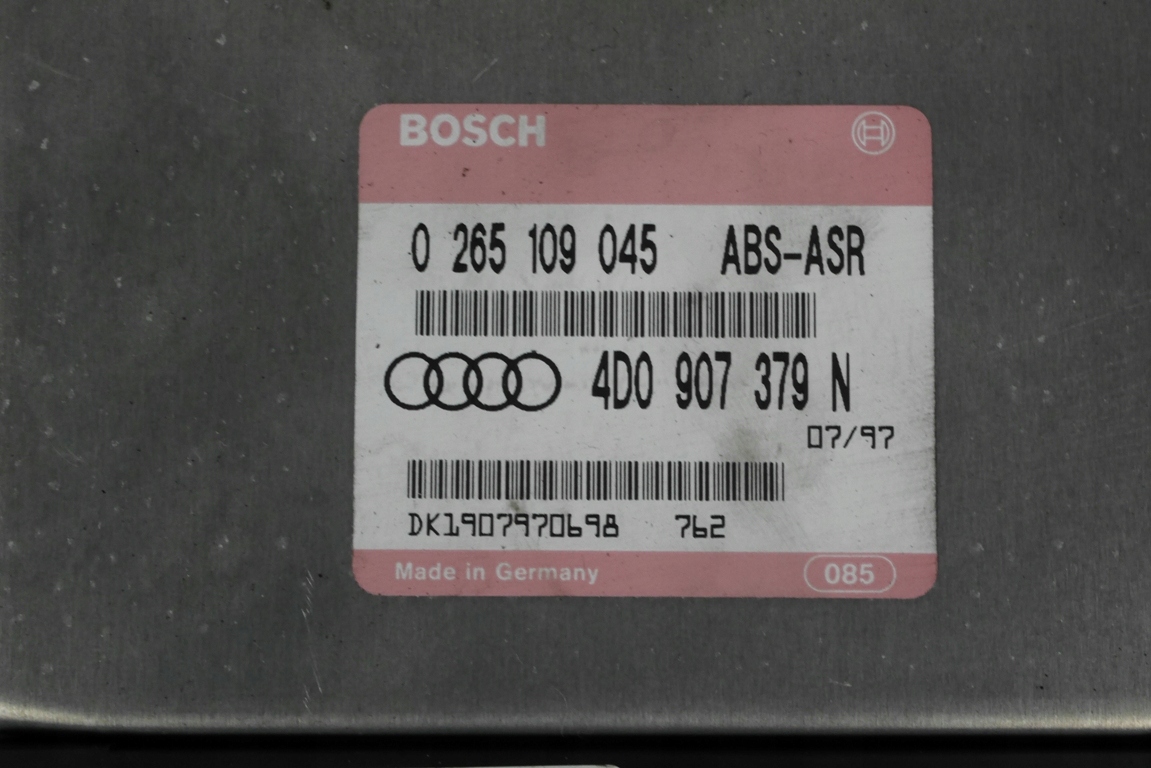 BOSCH
0 265 109 045 ABS-ASR
4D0 907 379 N
07/97
DK1907970698 762
Made in Germany 085